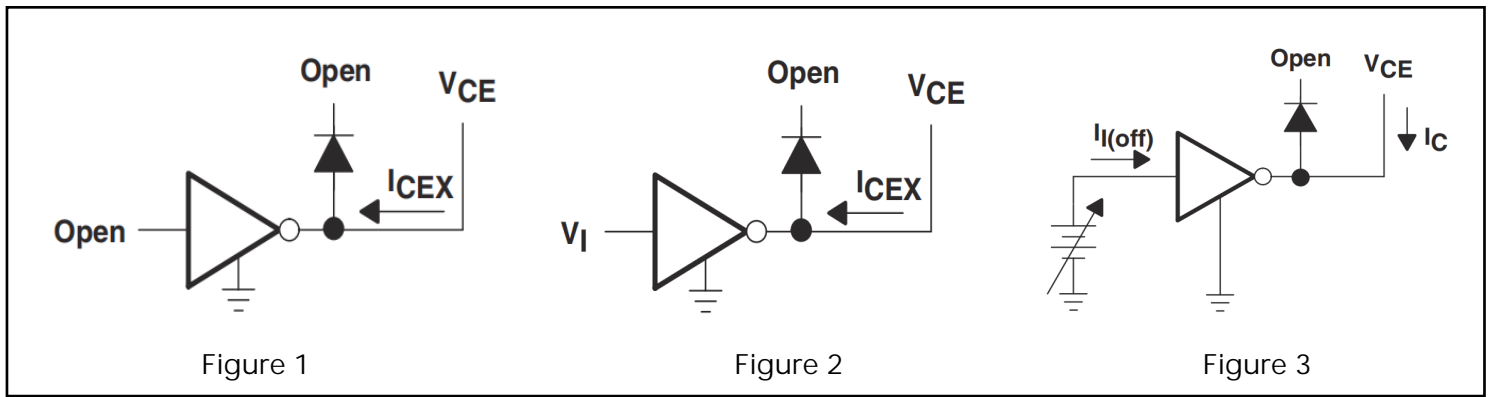 Open
VCE
ICEX
Open
Figure 1
Open
VCE
ICEX
VI
Figure 2
Open
VCE
II(off)
IC
Figure 3